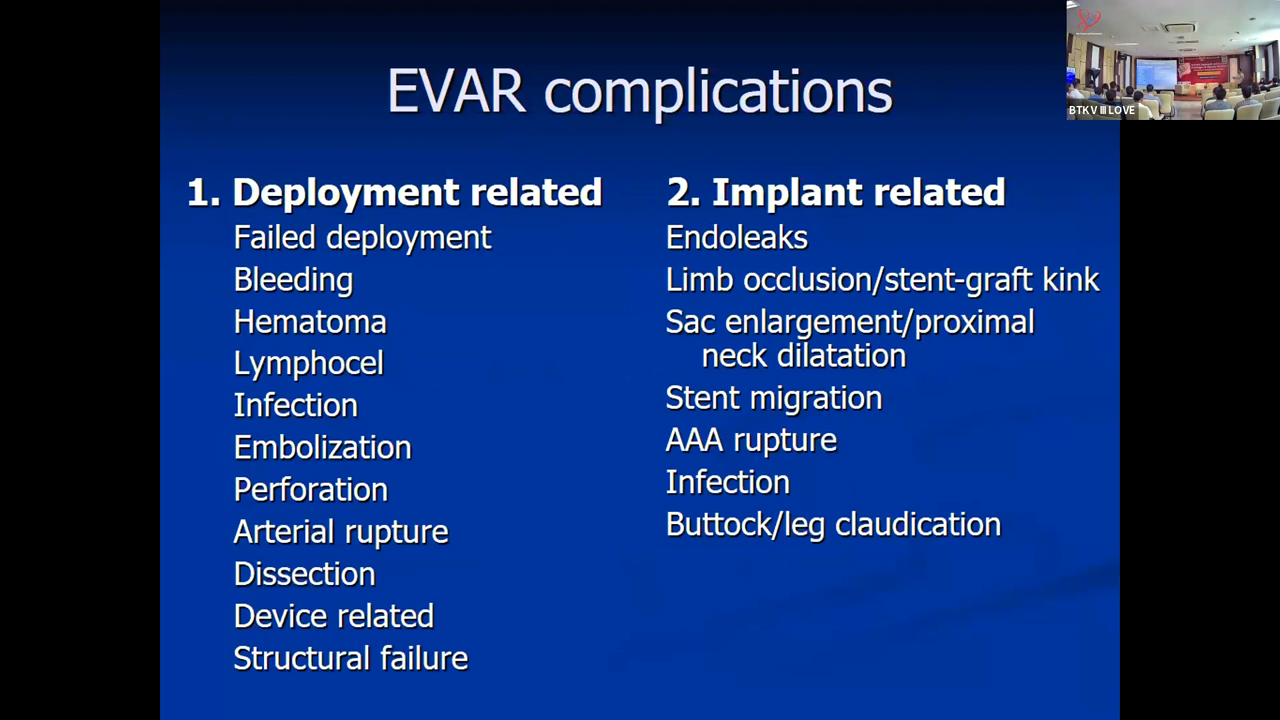 EVAR complications
1. Deployment related
Failed deployment
Bleeding
Hematoma
Lymphocel
Infection
Embolization
Perforation
Arterial rupture
Dissection
Device related
Structural failure
2. Implant related
Endoleaks
Limb occlusion/stent-graft kink
Sac enlargement/proximal
neck dilatation
Stent migration
AAA rupture
Infection
Buttock/leg claudication
BTKV III LOVE